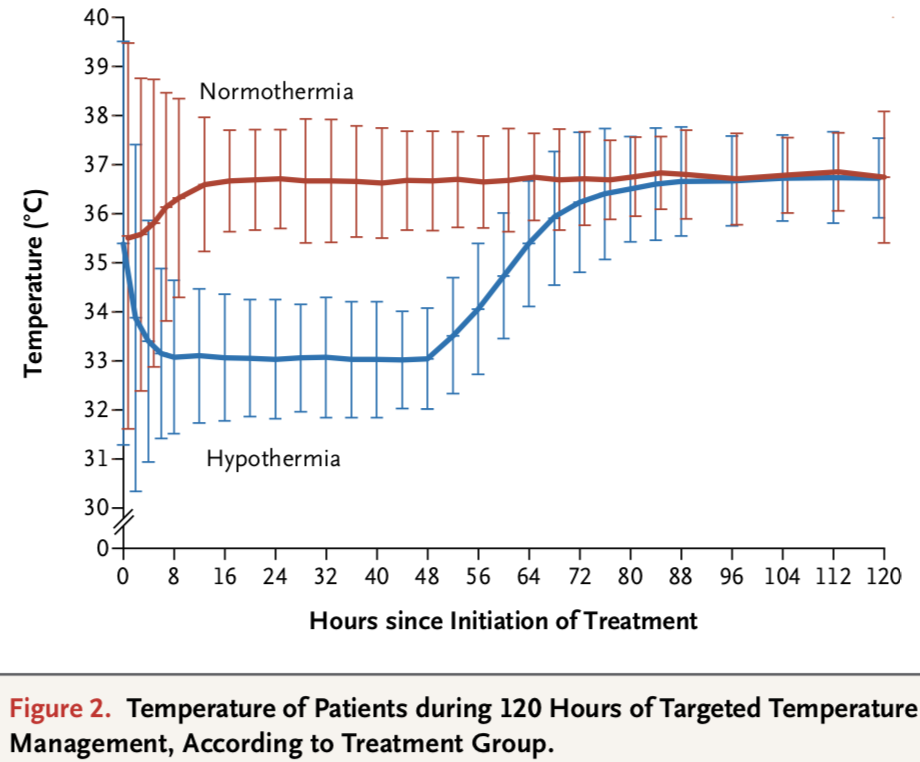 40
39
38
37
36
35
34
33
32
31
30
0
Temperature (°C)
Normothermia
Hypothermia
0 8 16 24 32 40 48 56 64 72 80 88 96 104 112 120
Hours since Initiation of Treatment
Figure 2. Temperature of Patients during 120 Hours of Targeted Temperature
Management, According to Treatment Group.